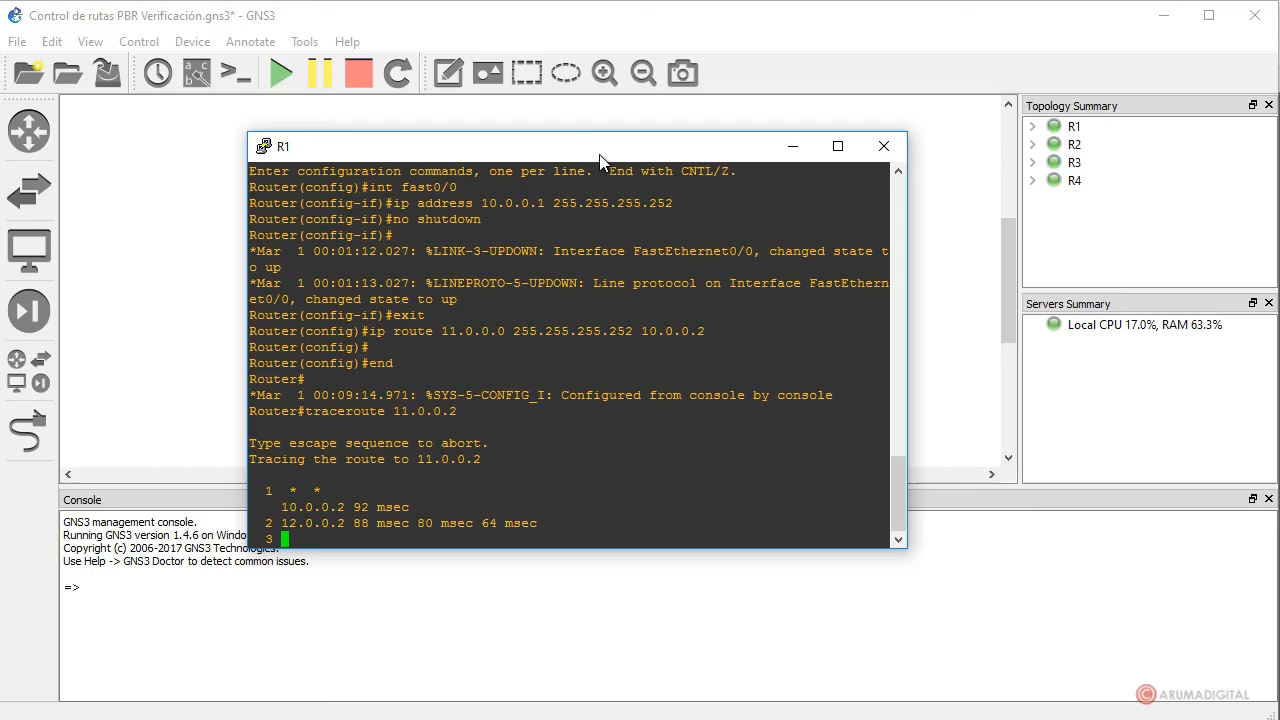 Control de rutas PBR Verificación.gns3* - GNS3
File Edit View Control Device Annotate Tools Help
Topology Summary
R1
R2
R3
R4
Servers Summary
Local CPU 17.0%, RAM 63.3%
R1
Enter configuration commands, one per line. End with CNTL/Z.
Router(config)#int fast0/0
Router(config-if)#ip address 10.0.0.1 255.255.255.252
Router(config-if)#no shutdown
Router(config-if)#
*Mar  1 00:01:12.027: %LINK-3-UPDOWN: Interface FastEthernet0/0, changed state t
o up
*Mar  1 00:01:13.027: %LINEPROTO-5-UPDOWN: Line protocol on Interface FastEthern
et0/0, changed state to up
Router(config-if)#exit
Router(config)#ip route 11.0.0.0 255.255.255.252 10.0.0.2
Router(config)#
Router(config)#end
Router#
*Mar  1 00:09:14.971: %SYS-5-CONFIG_I: Configured from console by console
Router#traceroute 11.0.0.2
Type escape sequence to abort.
Tracing the route to 11.0.0.2
1 * *
10.0.0.2 92 msec
2 12.0.0.2 88 msec 80 msec 64 msec
3
Console
GNS3 management console.
Running GNS3 version 1.4.6 on
Copyright (c) 2006-2017 GNS3 Technologies.
Use Help -> GNS3 Doctor to detect common issues.
=>
ARUMADIGITAL